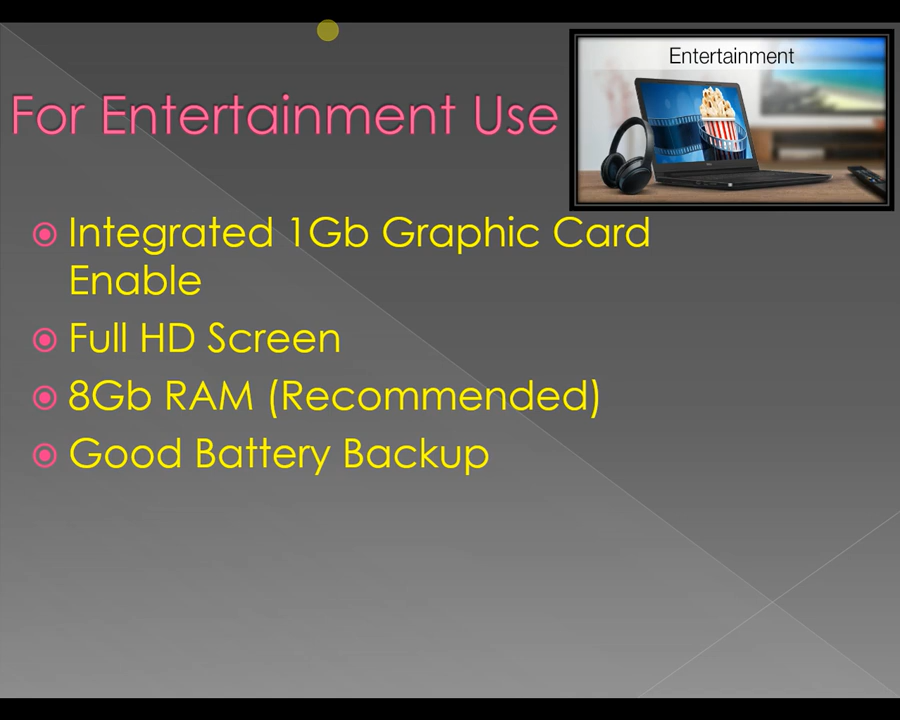 Entertainment
For Entertainment Use
Integrated 1Gb Graphic Card
Enable
Full HD Screen
8Gb RAM (Recommended)
Good Battery Backup